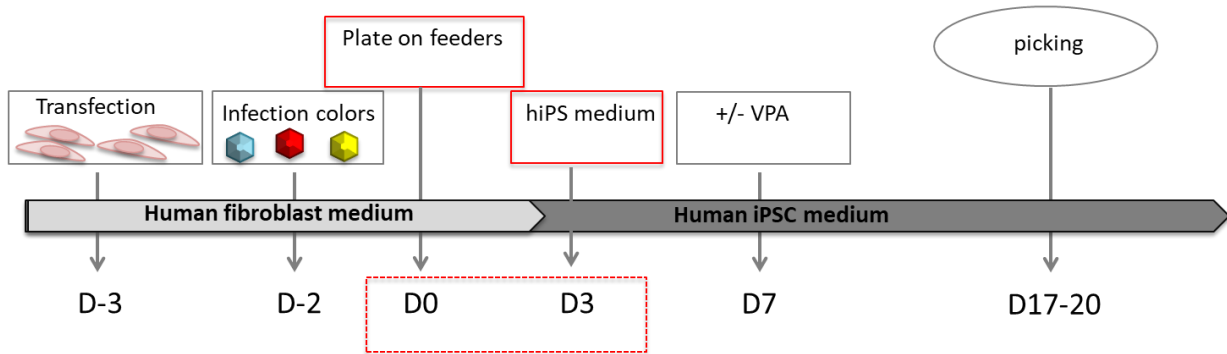 Plate on feeders
picking
Transfection
Infection colors
hiPS medium
+/- VPA
Human fibroblast medium
Human iPSC medium
D-3
D-2
D0
D3
D7
D17-20